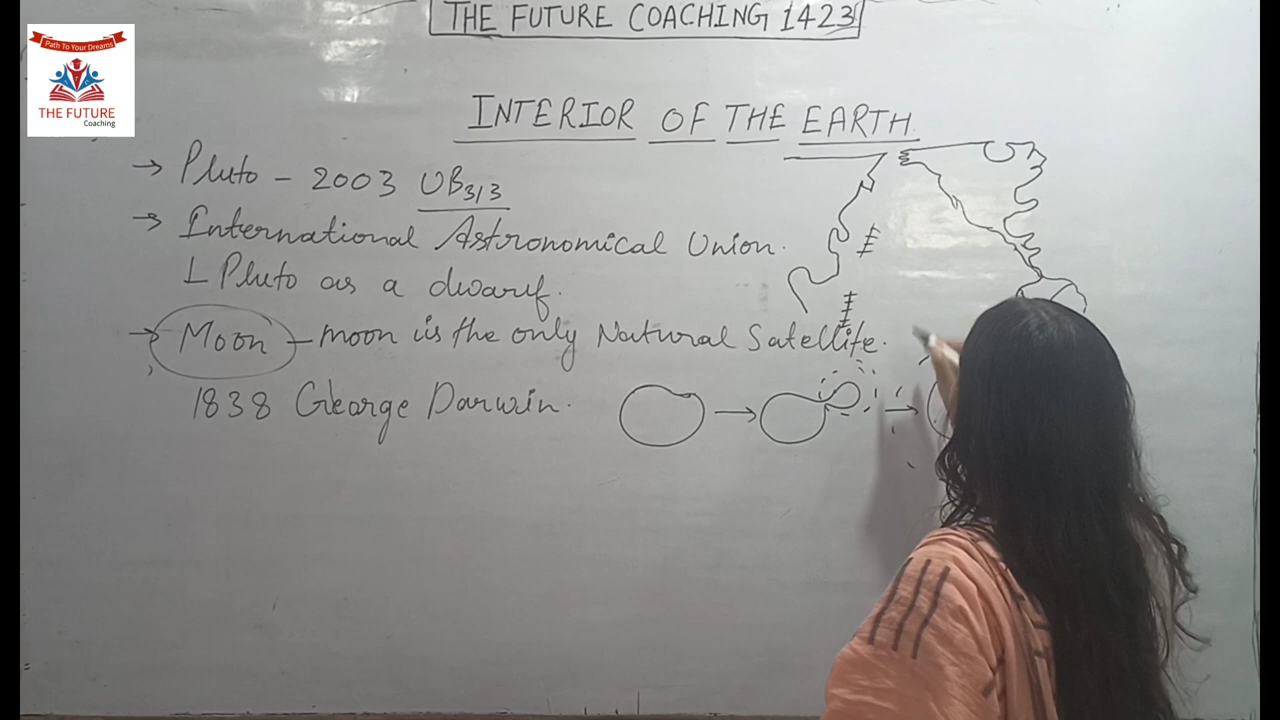 THE FUTURE COACHING 1423
Path To Your Dreams
THE FUTURE
Coaching
INTERIOR OF THE EARTH
→ Pluto - 2003 UB313
→ International Astronomical Union.
Pluto as a dwarf.
→ Moon - moon is the only Natural Satellite.
1838 George Darwin.